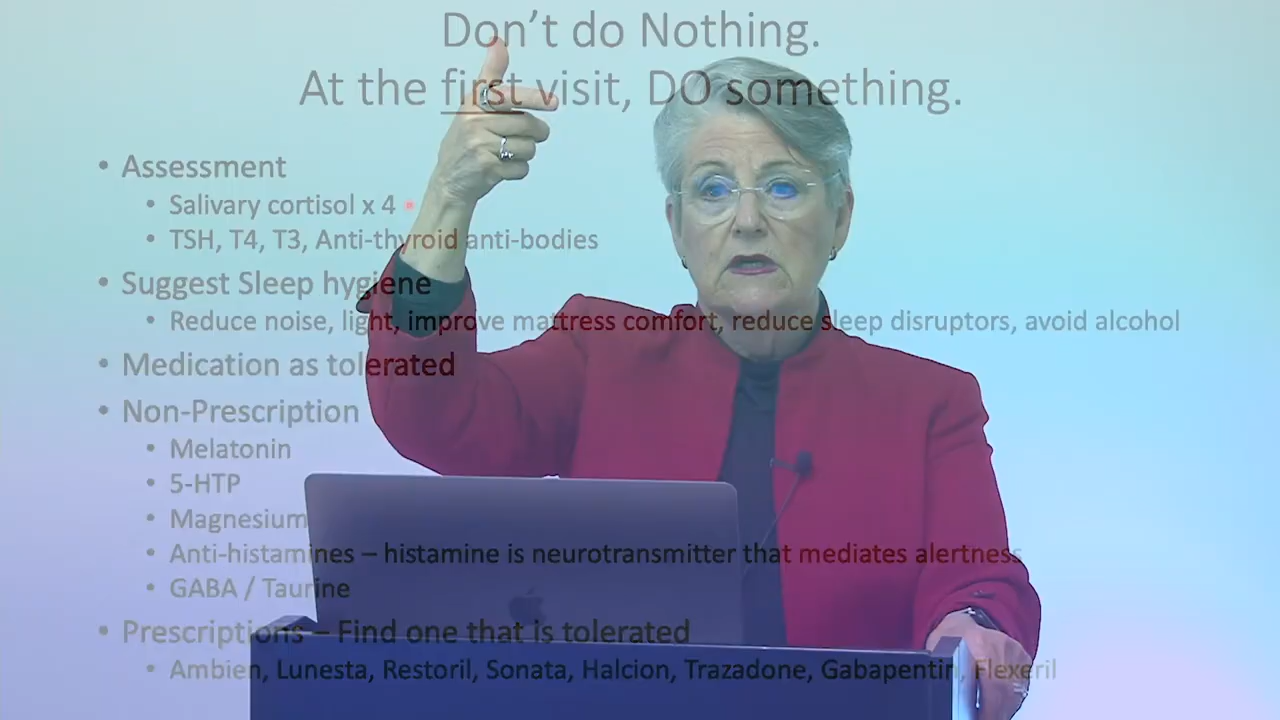 Don't do Nothing.
At the first visit, DO something.
• Assessment
• Salivary cortisol x 4
• TSH, T4, T3, Anti-thyroid anti-bodies
• Suggest Sleep hygiene
• Reduce noise, light, improve mattress comfort, reduce sleep disruptors, avoid alcohol
• Medication as tolerated
• Non-Prescription
• Melatonin
• 5-HTP
• Magnesium
• Anti-histamines – histamine is neurotransmitter that mediates alertness
• GABA / Taurine
• Prescriptions – Find one that is tolerated
• Ambien, Lunesta, Restoril, Sonata, Halcion, Trazadone, Gabapentin, Flexeril